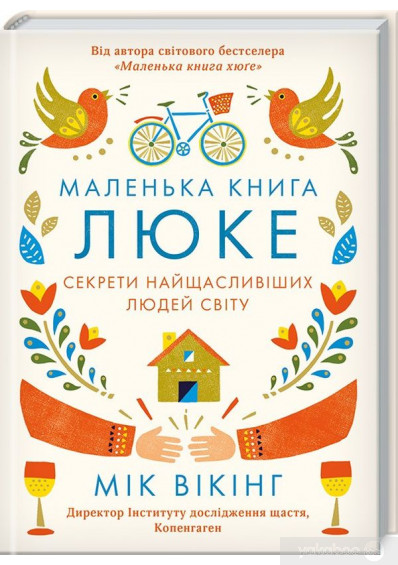 Від автора світового бестселера
«Маленька книга хюґе»
МАЛЕНЬКА КНИГА
ЛЮКЕ
СЕКРЕТИ НАЙЩАСЛИВІШИХ
ЛЮДЕЙ СВІТУ
МІК ВІКІНГ
Директор Інституту дослідження щастя,
Копенгаген